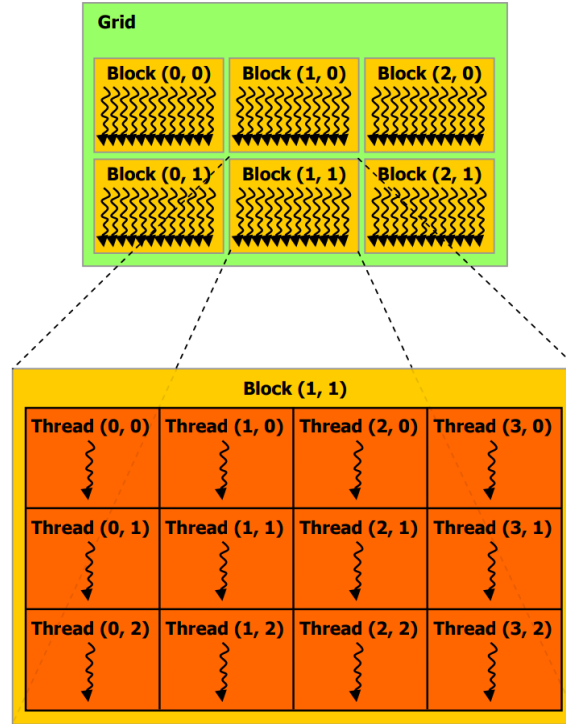 Grid
Block (0, 0) Block (1, 0) Block (2, 0)
Block (0, 1) Block (1, 1) Block (2, 1)
Block (1, 1)
Thread (0, 0) Thread (1, 0) Thread (2, 0) Thread (3, 0)
Thread (0, 1) Thread (1, 1) Thread (2, 1) Thread (3, 1)
Thread (0, 2) Thread (1, 2) Thread (2, 2) Thread (3, 2)